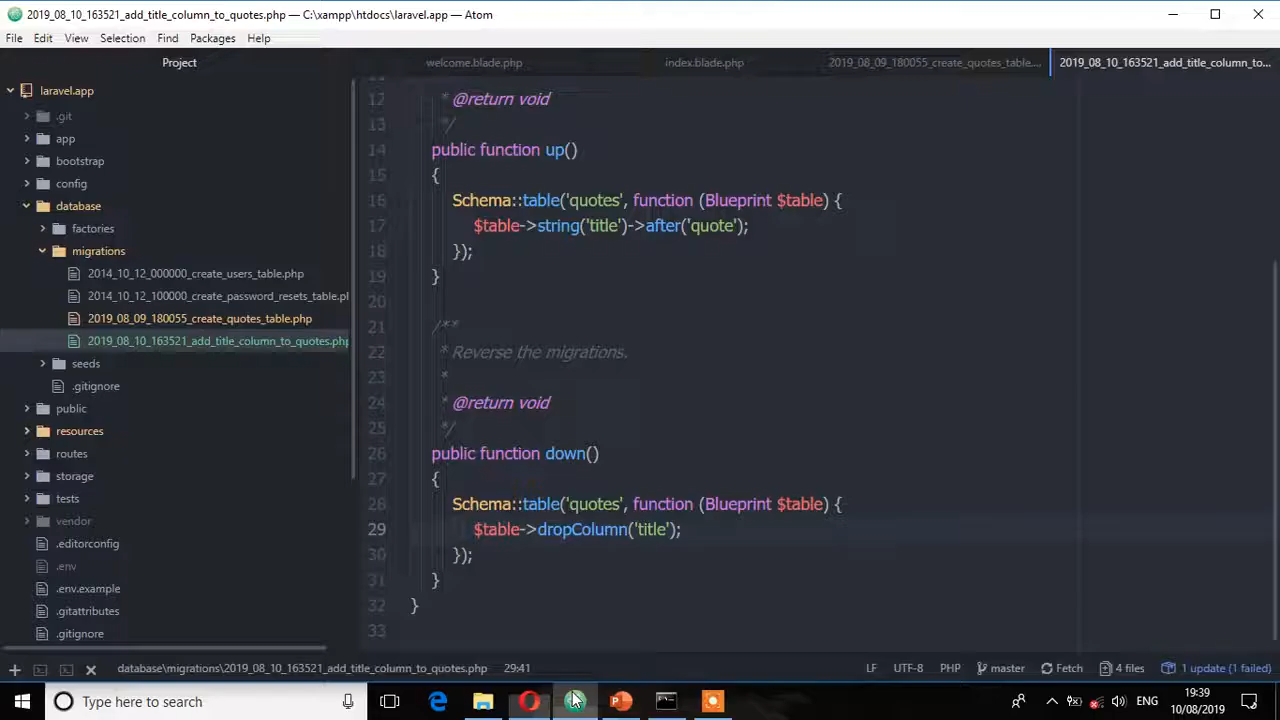 2019_08_10_163521_add_title_column_to_quotes.php — C:\xampp\htdocs\laravel.app — Atom
File Edit View Selection Find Packages Help
Project
welcome.blade.php
index.blade.php
2019_08_09_180055_create_quotes_table....
2019_08_10_163521_add_title_column_to...
laravel.app
.git
app
bootstrap
config
database
factories
migrations
2014_10_12_000000_create_users_table.php
2014_10_12_100000_create_password_resets_table.pl
2019_08_09_180055_create_quotes_table.php
2019_08_10_163521_add_title_column_to_quotes.php
seeds
.gitignore
public
resources
routes
storage
tests
vendor
.editorconfig
.env
.env.example
.gitattributes
.gitignore
12 * @return void
13 */
14 public function up()
15 {
16 Schema::table('quotes', function (Blueprint $table) {
17 $table->string('title')->after('quote');
18 });
19 }
20
21 /**
22 * Reverse the migrations.
23 *
24 * @return void
25 */
26 public function down()
27 {
28 Schema::table('quotes', function (Blueprint $table) {
29 $table->dropColumn('title');
30 });
31 }
32 }
33
database\migrations\2019_08_10_163521_add_title_column_to_quotes.php 29:41 LF UTF-8 PHP master Fetch 4 files 1 update (1 failed)
Type here to search
ENG
19:39
10/08/2019